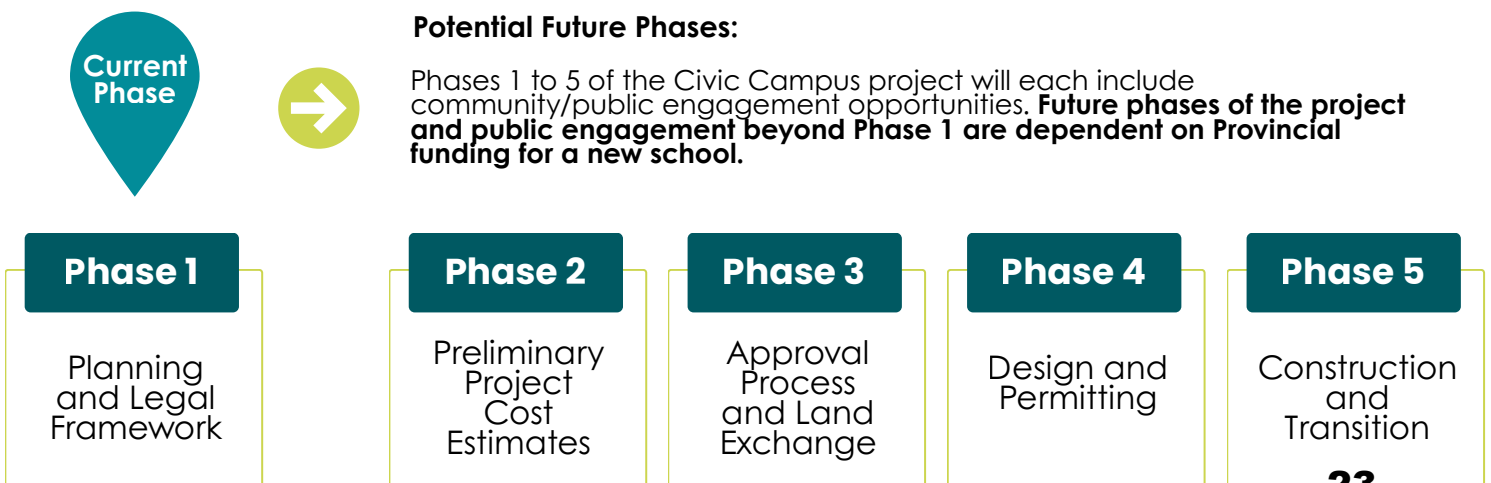 Current
Phase
Potential Future Phases:
Phases 1 to 5 of the Civic Campus project will each include
community/public engagement opportunities. Future phases of the project
and public engagement beyond Phase 1 are dependent on Provincial
funding for a new school.
Phase 1
Planning
and Legal
Framework
Phase 2
Preliminary
Project
Cost
Estimates
Phase 3
Approval
Process
and Land
Exchange
Phase 4
Design and
Permitting
Phase 5
Construction
and
Transition
23